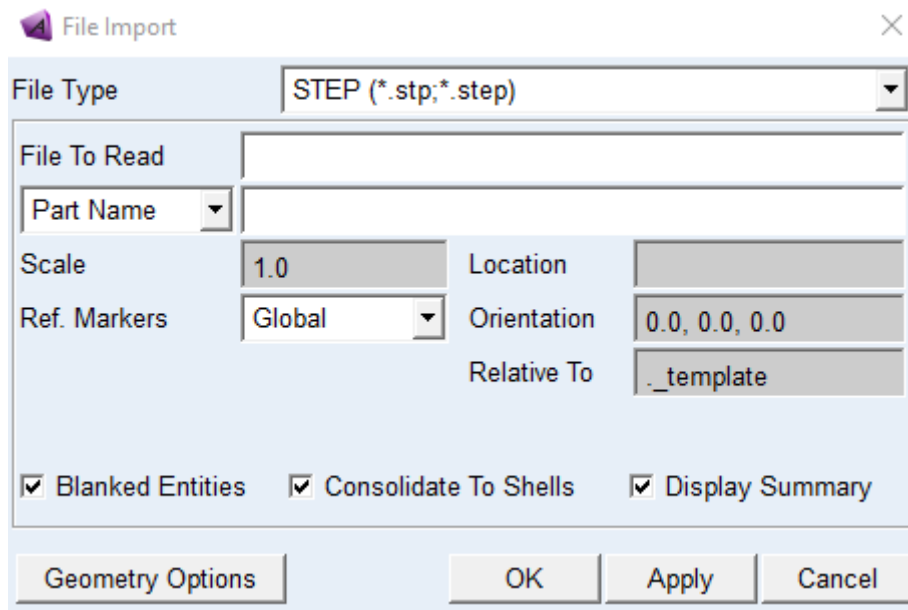 File Import
File Type STEP (*.stp;*.step)
File To Read
Part Name
Scale 1.0 Location
Ref. Markers Global Orientation 0.0, 0.0, 0.0
Relative To ._template
Blanked Entities Consolidate To Shells Display Summary
Geometry Options OK Apply Cancel